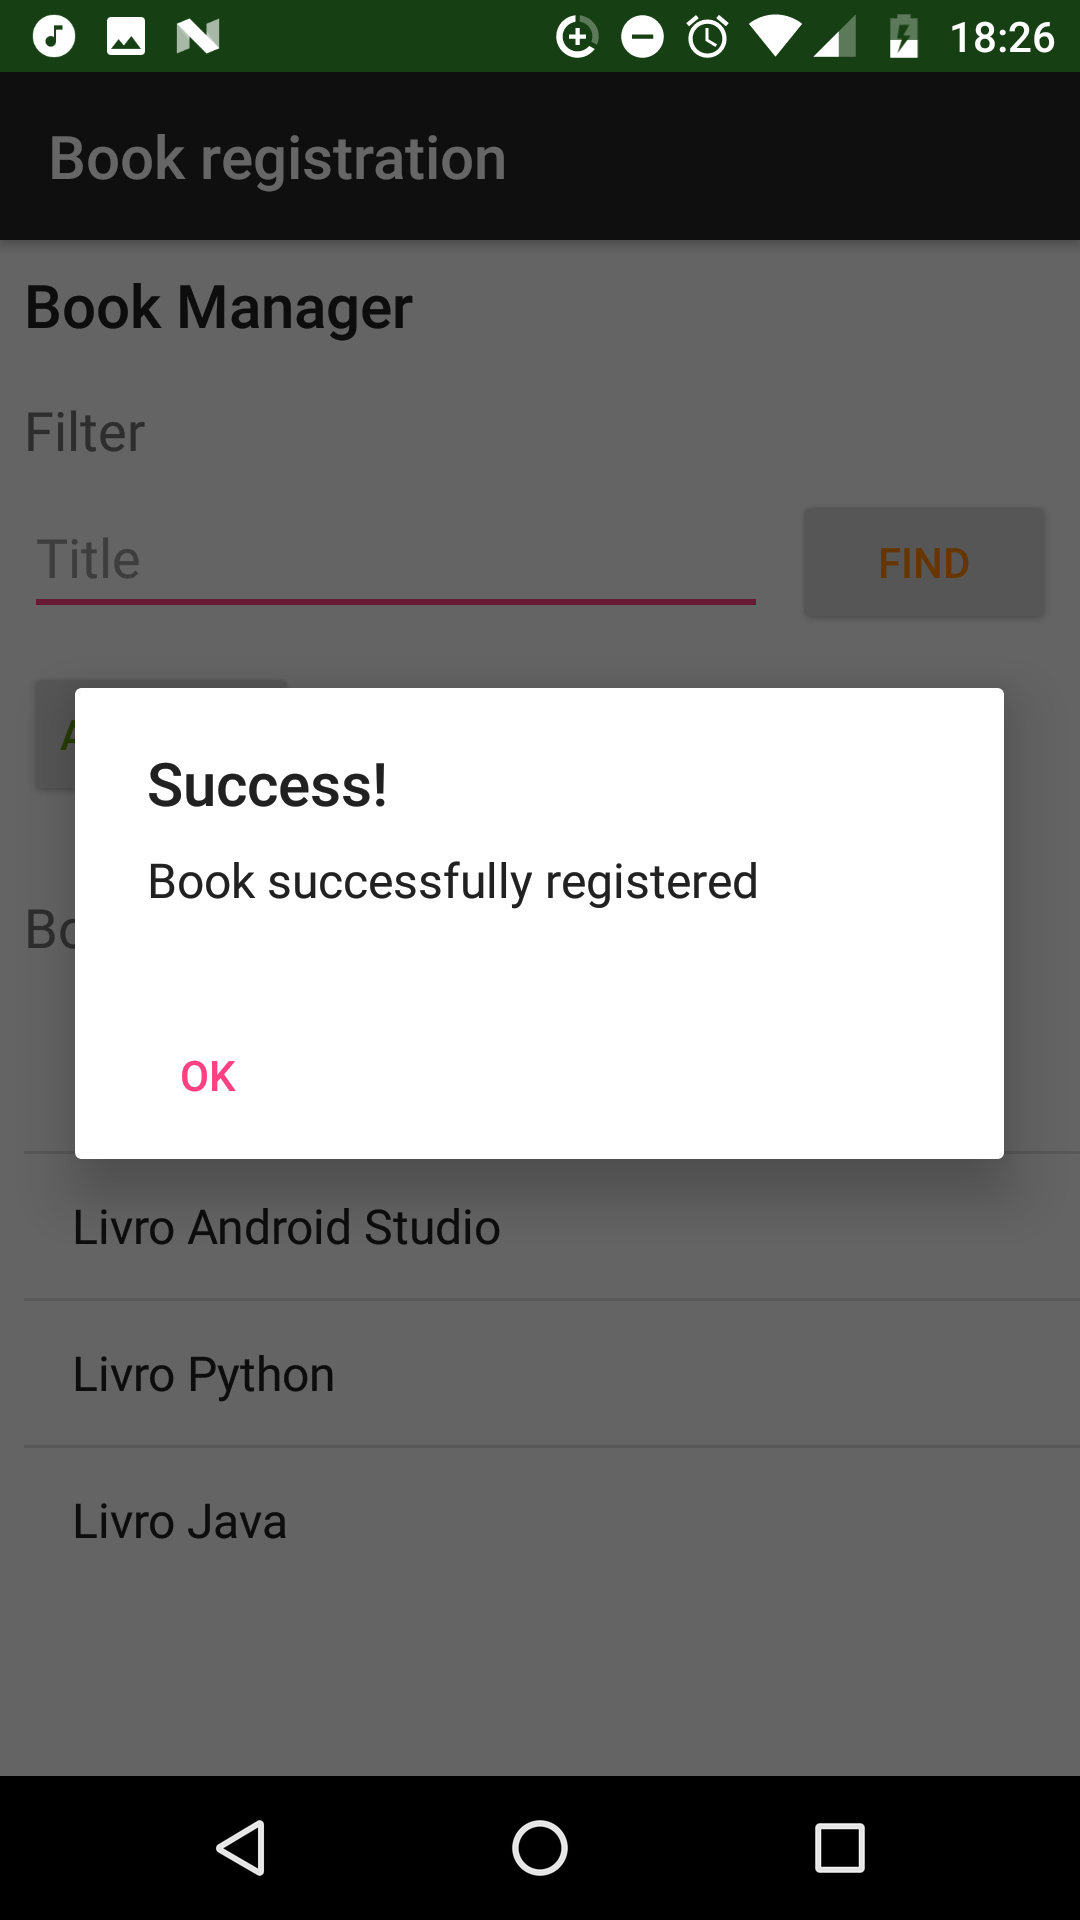 18:26
Book registration
Book Manager
Filter
Title
FIND
Success!
Book successfully registered
OK
Livro Android Studio
Livro Python
Livro Java